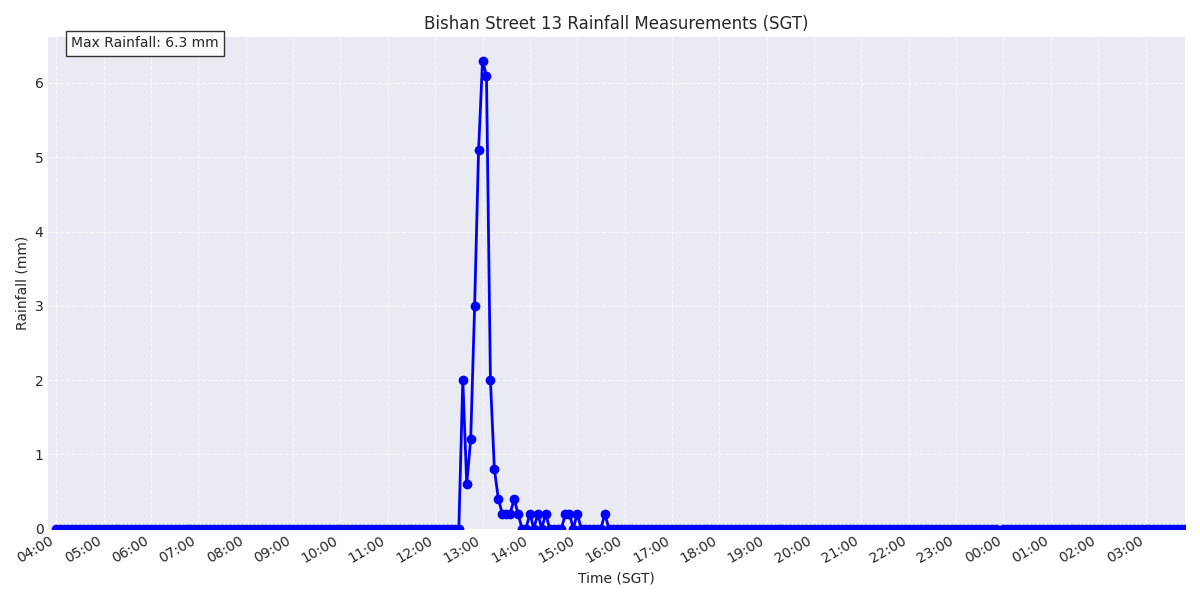 Bishan Street 13 Rainfall Measurements (SGT)
Max Rainfall: 6.3 mm
Rainfall (mm)
6
5
4
3
2
1
0
04:00 05:00 06:00 07:00 08:00 09:00 10:00 11:00 12:00 13:00 14:00 15:00 16:00 17:00 18:00 19:00 20:00 21:00 22:00 23:00 00:00 01:00 02:00 03:00
Time (SGT)